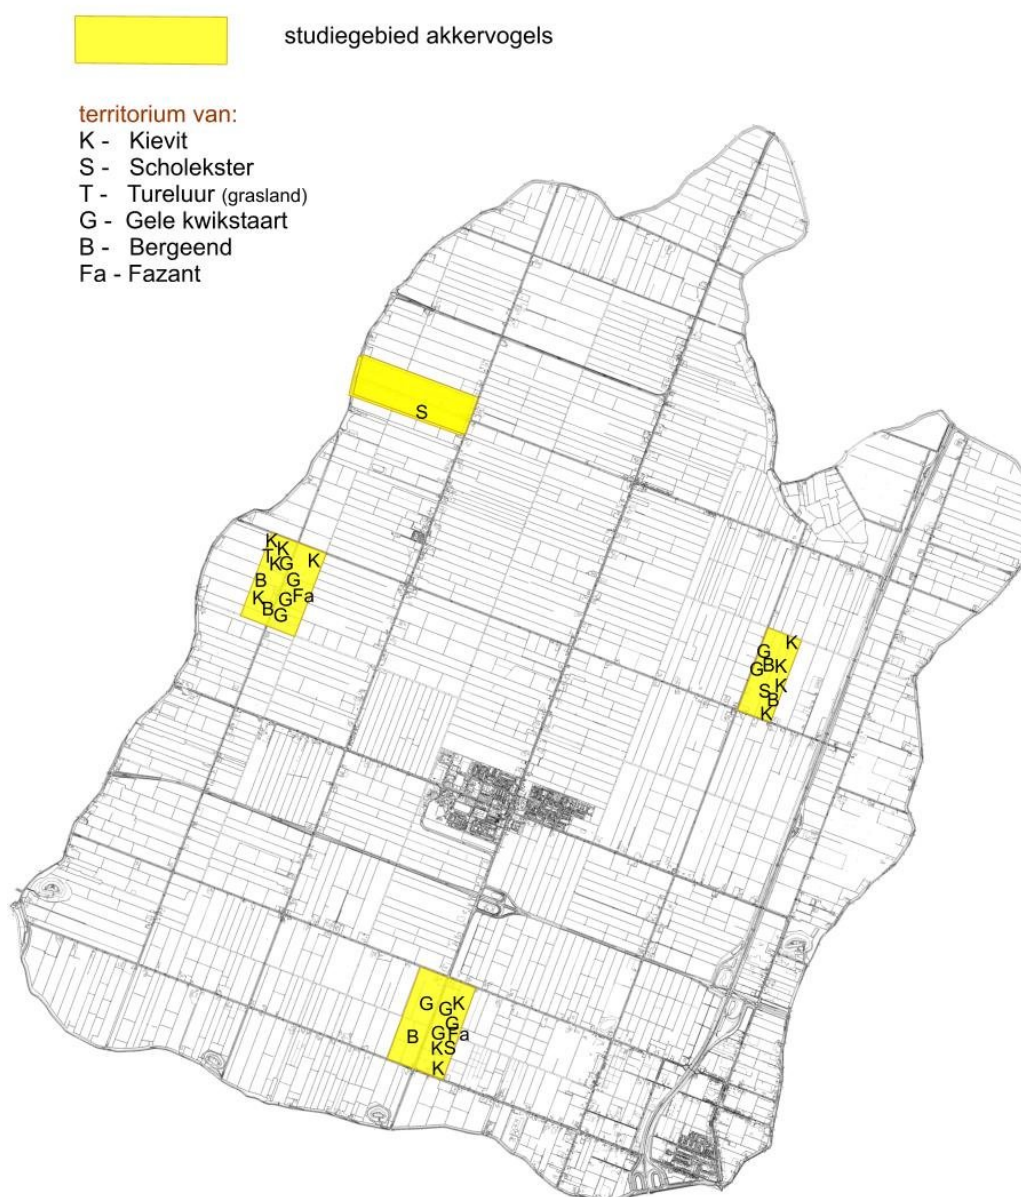 studiegebied akkervogels
territorium van:
K - Kievit
S - Scholekster
T - Tureluur (grasland)
G - Gele kwikstaart
B - Bergeend
Fa - Fazant
S
K
K
T
K G K
B G
K G Fa
B G
K
G
G B K
S K
B
K
G G K
G
B G Fa
K S
K